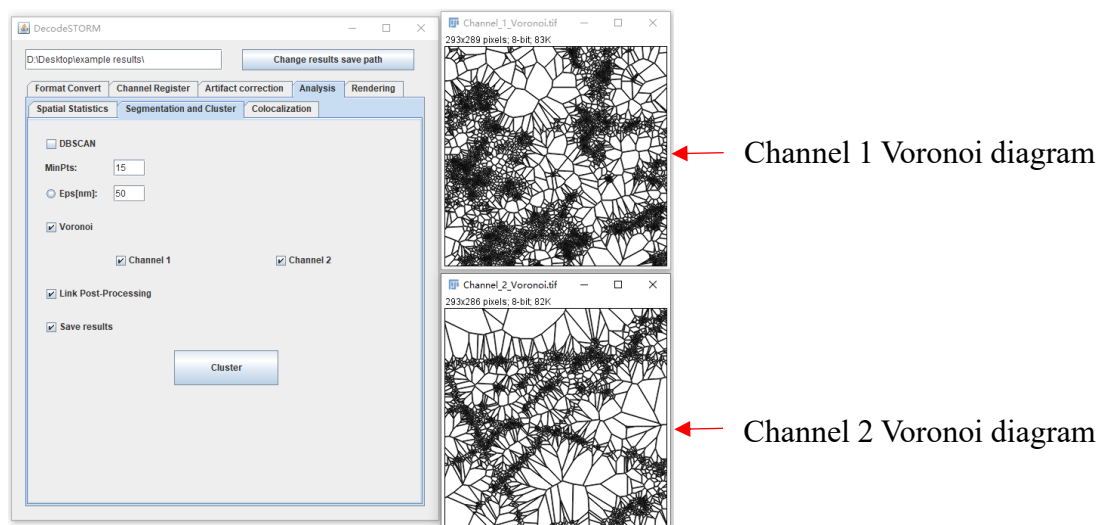 DecodeSTORM
D:\Desktop\example results\
Change results save path
Format Convert
Channel Register
Artifact correction
Analysis
Rendering
Spatial Statistics
Segmentation and Cluster
Colocalization
DBSCAN
MinPts:
15
Eps[nm]:
50
Voronoi
Channel 1
Channel 2
Link Post-Processing
Save results
Cluster
Channel_1_Voronoi.tif
293x289 pixels; 8-bit; 83K
Channel 1 Voronoi diagram
Channel_2_Voronoi.tif
293x286 pixels; 8-bit; 82K
Channel 2 Voronoi diagram